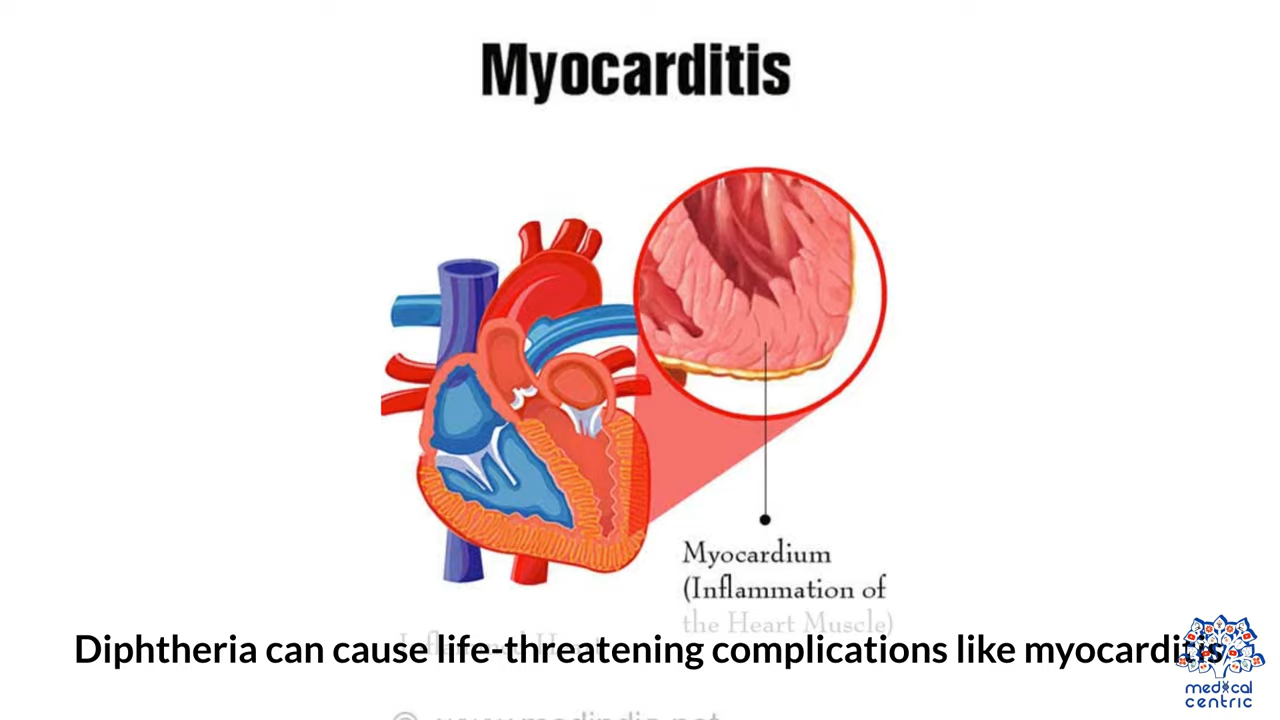 Myocarditis
Myocardium
(Inflammation of
the Heart Muscle)
Diphtheria can cause life-threatening complications like myocarditis
medical
centric